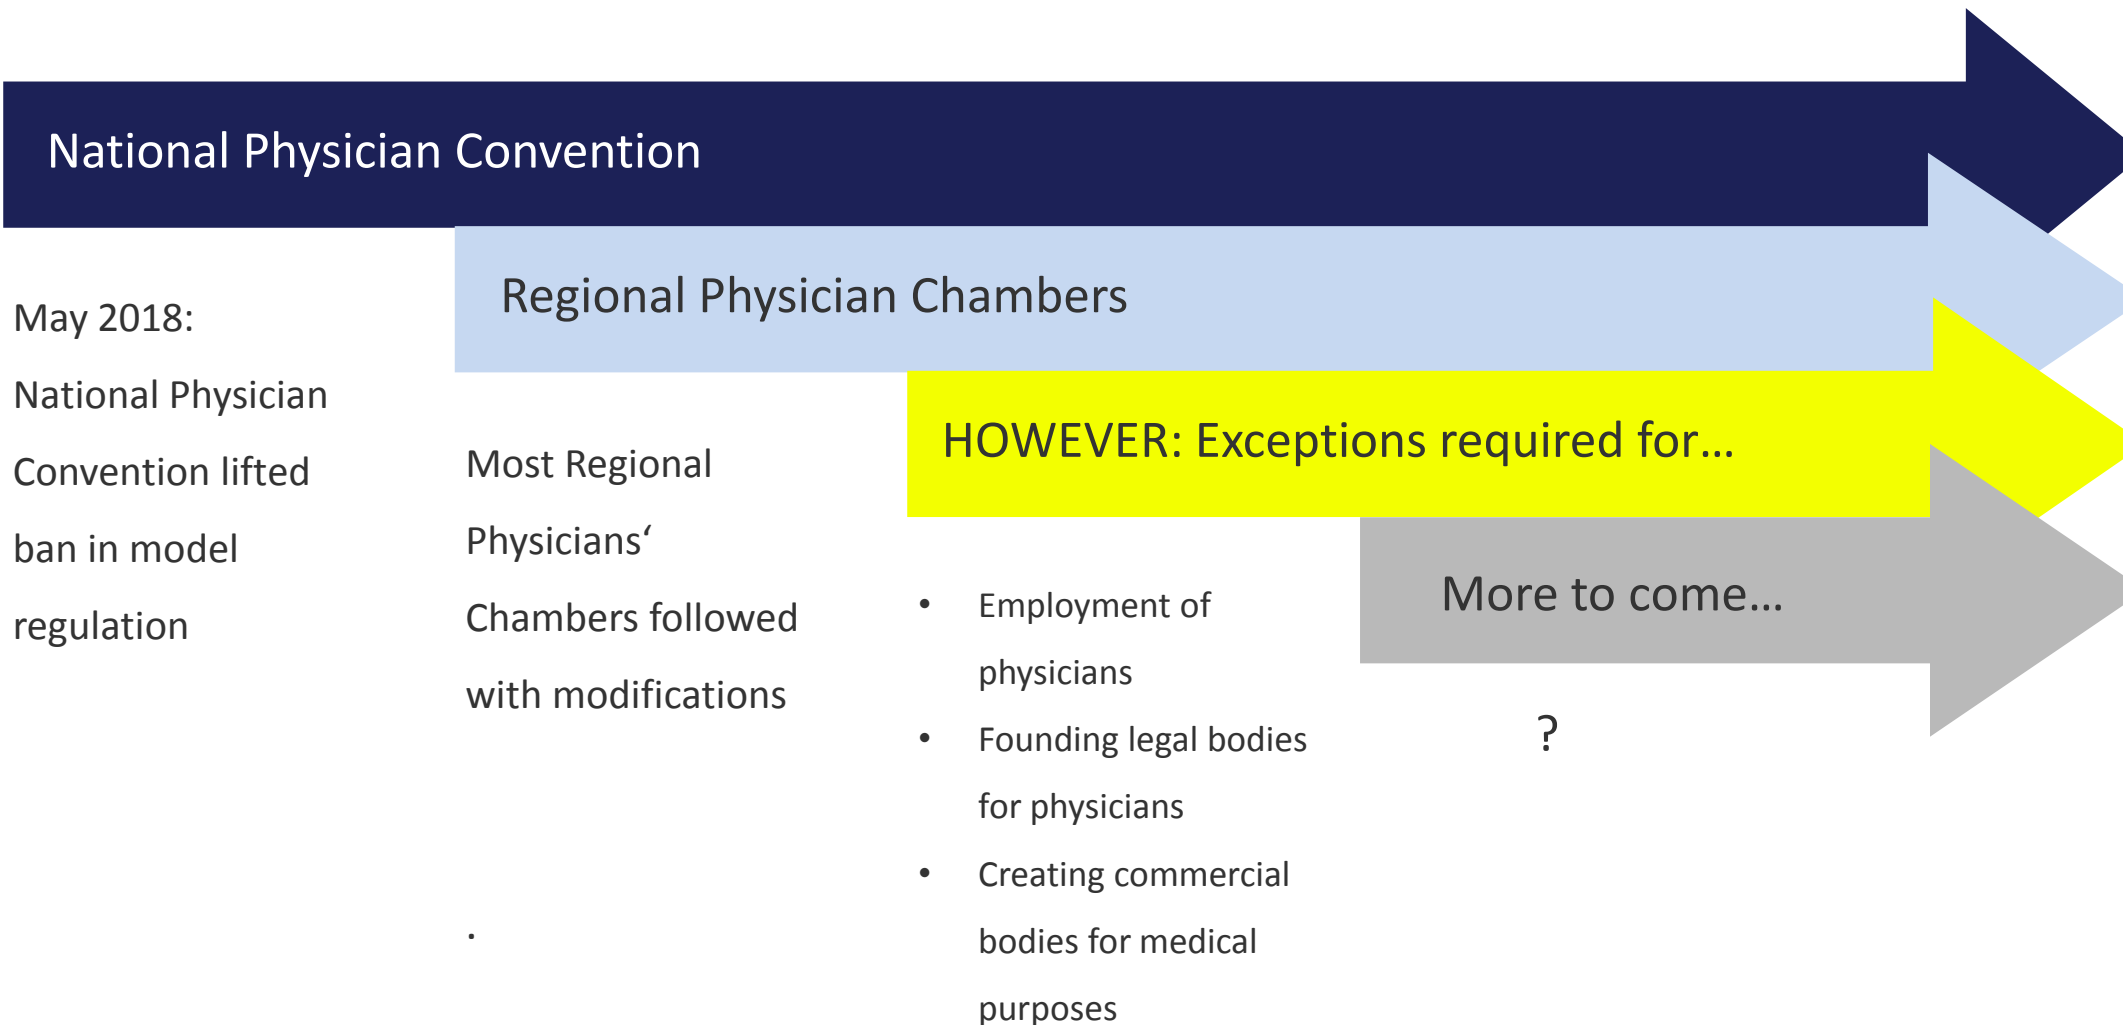 National Physician Convention
May 2018:
National Physician
Convention lifted
ban in model
regulation
Regional Physician Chambers
Most Regional
Physicians‘
Chambers followed
with modifications
.
HOWEVER: Exceptions required for…
• Employment of
physicians
• Founding legal bodies
for physicians
• Creating commercial
bodies for medical
purposes
More to come…
?